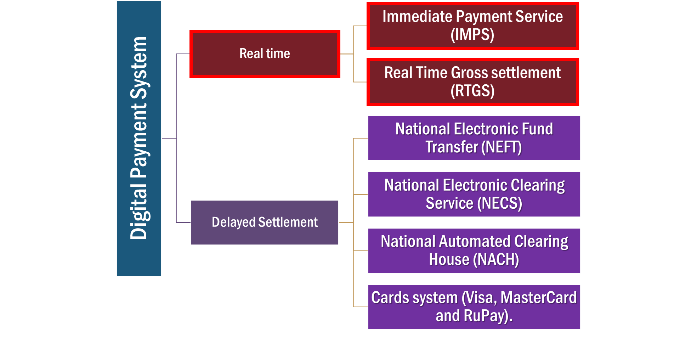 Digital Payment System
Real time
Immediate Payment Service
(IMPS)
Real Time Gross settlement
(RTGS)
Delayed Settlement
National Electronic Fund
Transfer (NEFT)
National Electronic Clearing
Service (NECS)
National Automated Clearing
House (NACH)
Cards system (Visa, MasterCard
and RuPay).